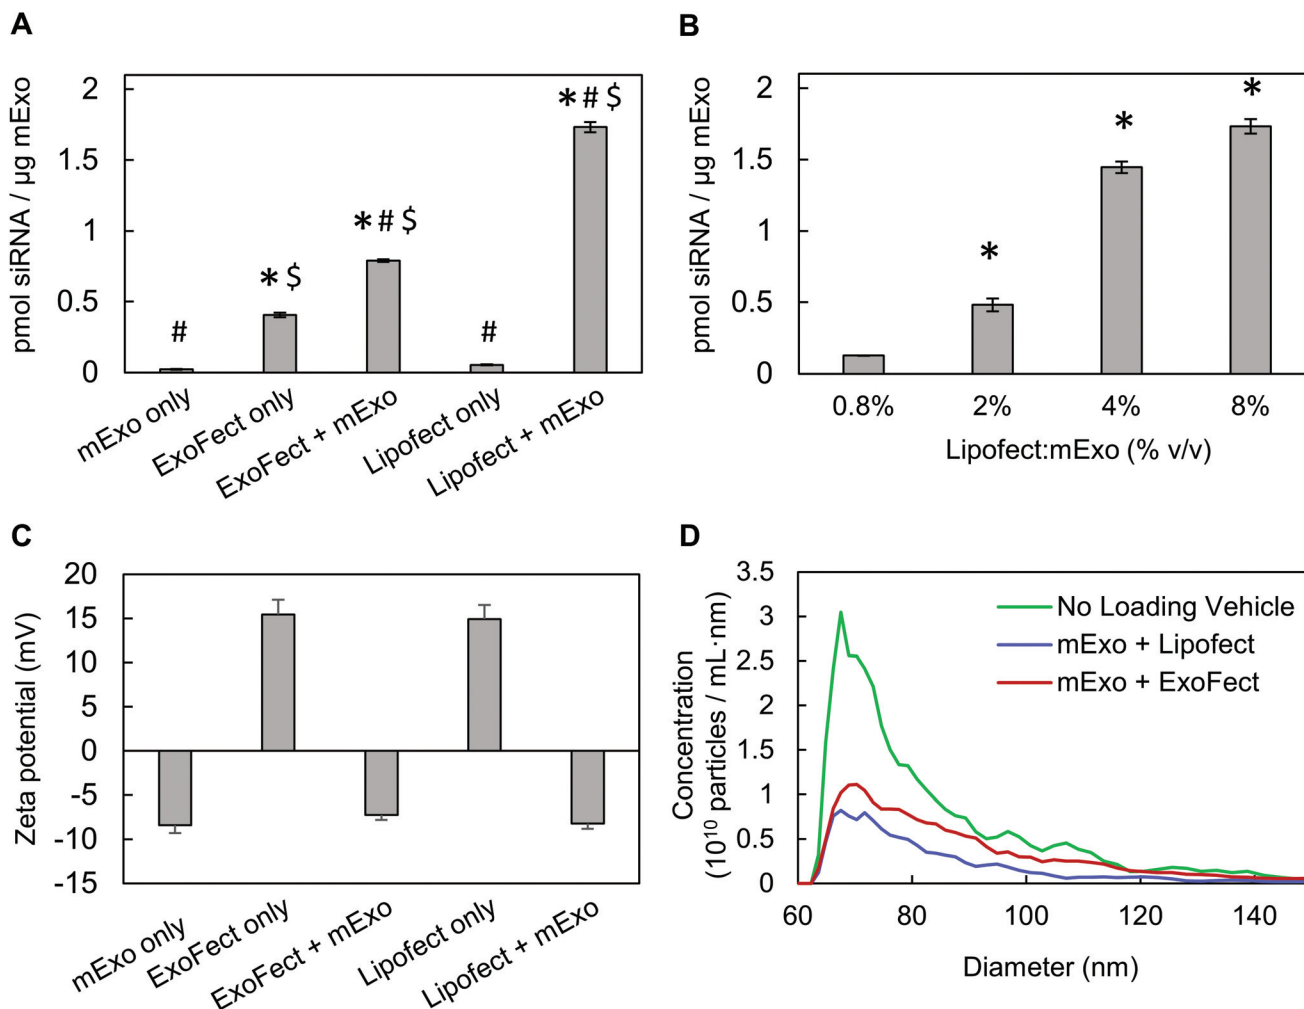 A
pmol siRNA / µg mExo
2
1.5
1
0.5
0
#
* $
* # $
#
* # $
mExo only
ExoFect only
ExoFect + mExo
Lipofect only
Lipofect + mExo
B
pmol siRNA / µg mExo
2
1.5
1
0.5
0
*
*
*
0.8%
2%
4%
8%
Lipofect:mExo (% v/v)
C
Zeta potential (mV)
20
15
10
5
0
-5
-10
-15
mExo only
ExoFect only
ExoFect + mExo
Lipofect only
Lipofect + mExo
D
Concentration
(10¹⁰ particles / mL·nm)
3.5
3
2.5
2
1.5
1
0.5
0
No Loading Vehicle
mExo + Lipofect
mExo + ExoFect
60
80
100
120
140
Diameter (nm)